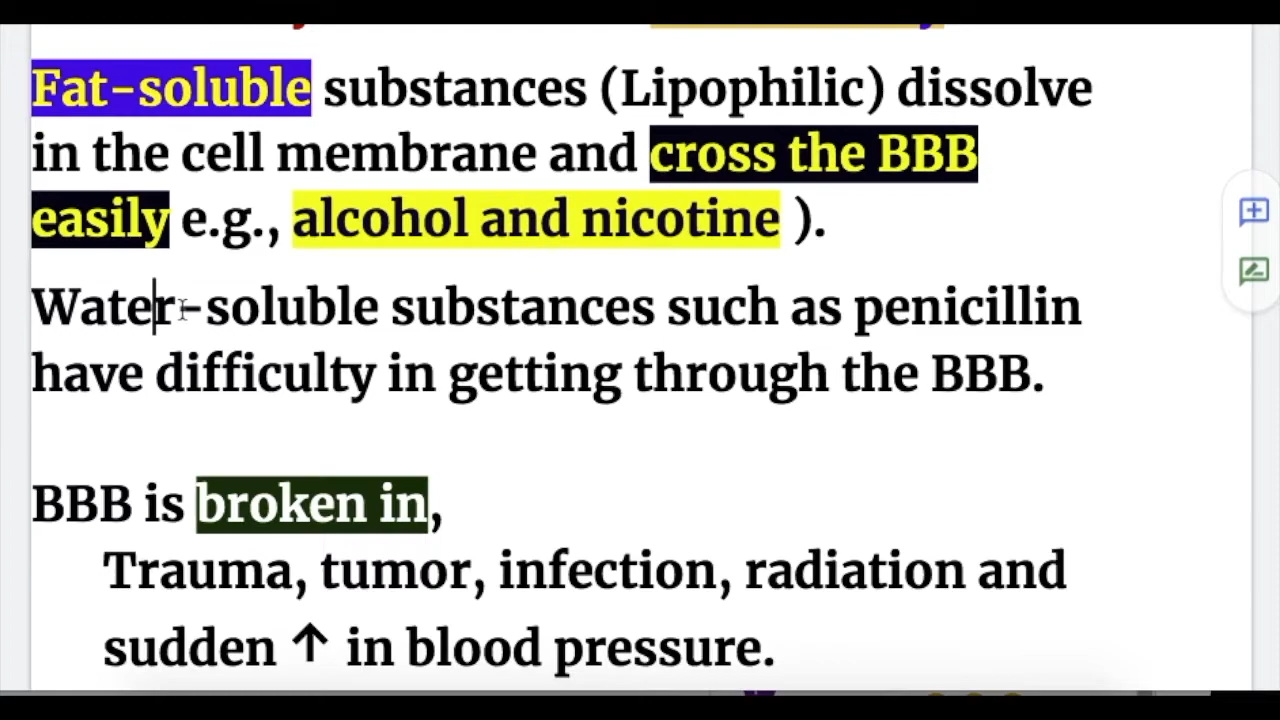 Fat-soluble substances (Lipophilic) dissolve
in the cell membrane and cross the BBB
easily e.g., alcohol and nicotine ).
Water-soluble substances such as penicillin
have difficulty in getting through the BBB.
BBB is broken in,
Trauma, tumor, infection, radiation and
sudden ↑ in blood pressure.